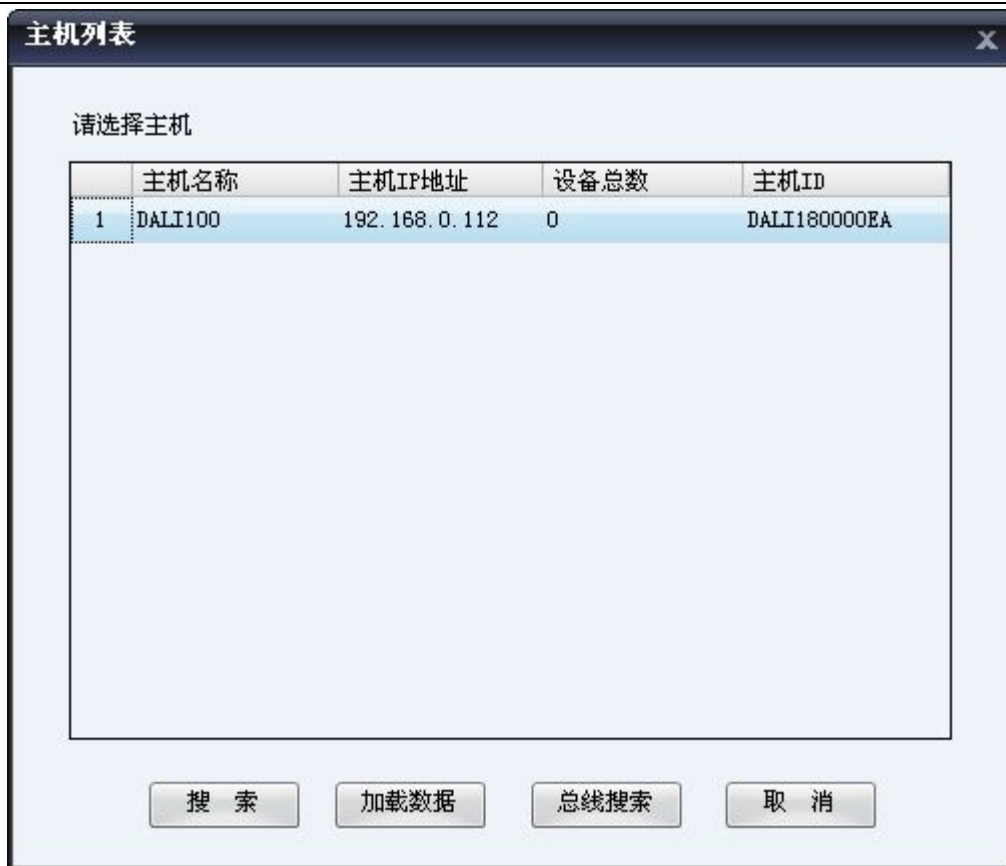 主机列表
x
请选择主机
主机名称 主机IP地址 设备总数 主机ID
1 DALI100 192.168.0.112 0 DALI180000EA
搜 索 加载数据 总线搜索 取 消